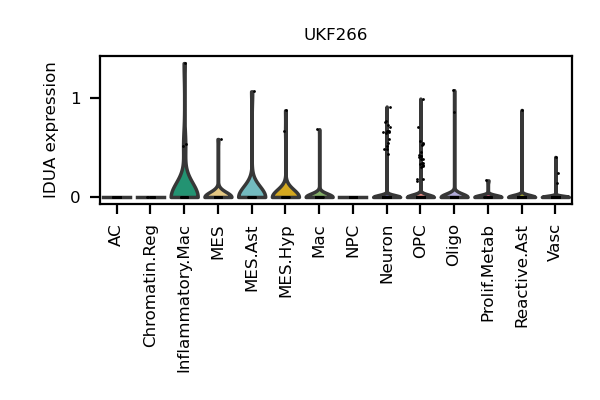 UKF266
IDUA expression
1
0
AC
Chromatin.Reg
Inflammatory.Mac
MES
MES.Ast
MES.Hyp
Mac
NPC
Neuron
OPC
Oligo
Prolif.Metab
Reactive.Ast
Vasc